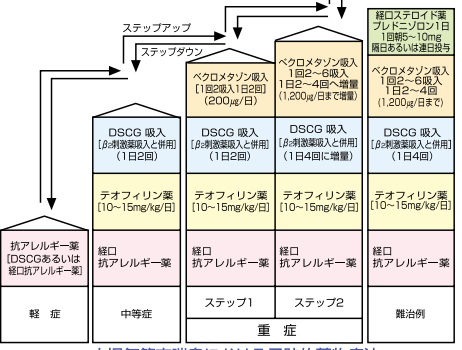 ステップアップ
ステップダウン
経口ステロイド薬
プレドニゾロン1日
1回朝5〜10mg
隔日あるいは連日投与
ベクロメタゾン吸入
[1回2吸入1日2回]
(200μg/日)
ベクロメタゾン吸入
1回2〜6吸入
1日2〜4回へ増量
(1,200μg/日まで増量)
ベクロメタゾン吸入
1回2〜6吸入
1日2〜4回
(1,200μg/日まで)
DSCG 吸入
[β2刺激薬吸入と併用]
(1日2回)
DSCG 吸入
[β2刺激薬吸入と併用]
(1日2回)
DSCG 吸入
[β2刺激薬吸入と併用]
(1日4回に増量)
DSCG 吸入
[β2刺激薬吸入と併用]
(1日4回)
テオフィリン薬
[10〜15mg/kg/日]
テオフィリン薬
[10〜15mg/kg/日]
テオフィリン薬
[10〜15mg/kg/日]
テオフィリン薬
[10〜15mg/kg/日]
抗アレルギー薬
[DSCGあるいは
経口抗アレルギー薬]
経口
抗アレルギー薬
経口
抗アレルギー薬
経口
抗アレルギー薬
経口
抗アレルギー薬
軽 症
中等症
ステップ1
ステップ2
重 症
難治例